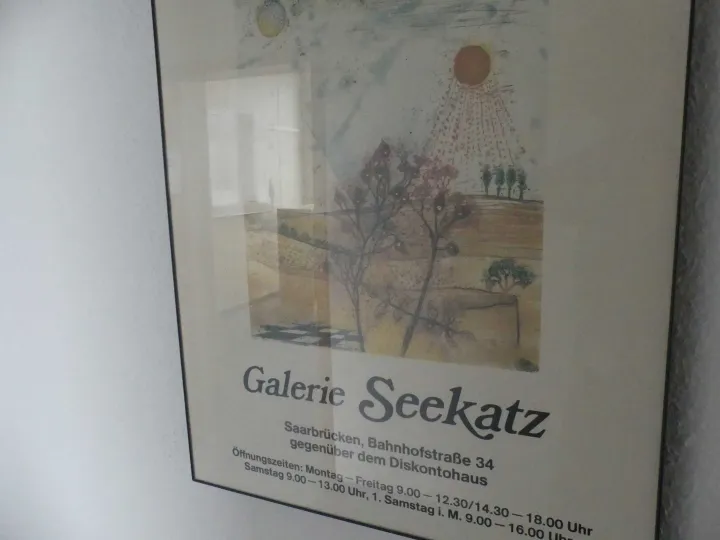 Galerie Seekatz
Saarbrücken, Bahnhofstraße 34
gegenüber dem Diskontohaus
Öffnungszeiten: Montag – Freitag 9.00 – 12.30/14.30 – 18.00 Uhr
Samstag 9.00 – 13.00 Uhr, 1. Samstag i. M. 9.00 – 16.00 Uhr